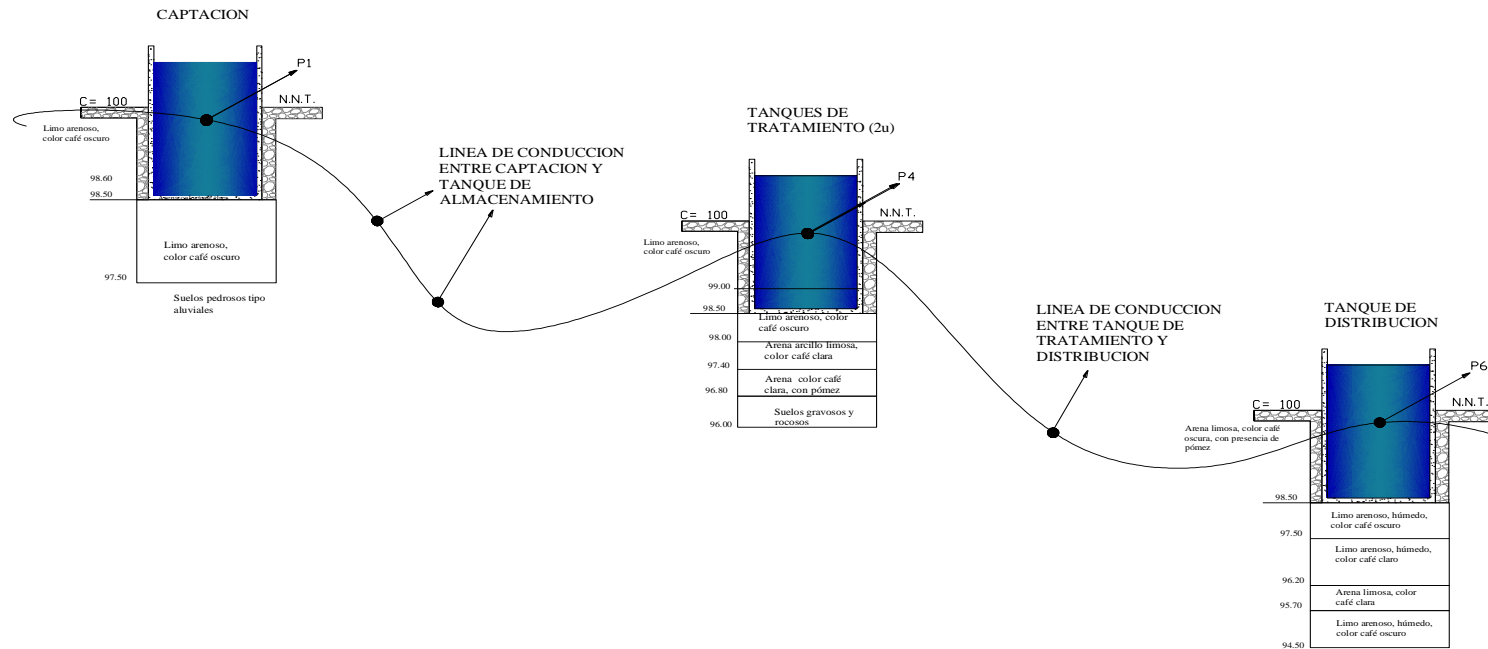 CAPTACION
P1
C= 100
N.N.T.
Limo arenoso,
color café oscuro
98.60
98.50
Limo arenoso,
color café oscuro
97.50
Suelos pedrosos tipo
aluviales
LINEA DE CONDUCCION
ENTRE CAPTACION Y
TANQUE DE
ALMACENAMIENTO
TANQUES DE
TRATAMIENTO (2u)
P4
C= 100
N.N.T.
Limo arenoso,
color café oscuro
99.00
98.50
Limo arenoso, color
café oscuro
98.00
Arena arcillo limosa,
color café clara
97.40
Arena color café
clara, con pómez
96.80
Suelos gravosos y
rocosos
96.00
LINEA DE CONDUCCION
ENTRE TANQUE DE
TRATAMIENTO Y
DISTRIBUCION
TANQUE DE
DISTRIBUCION
P6
C= 100
N.N.T.
Arena limosa, color café
oscura, con presencia de
pómez
98.50
Limo arenoso, húmedo,
color café oscuro
97.50
Limo arenoso, húmedo,
color café claro
96.20
Arena limosa, color
café clara
95.70
Limo arenoso, húmedo,
color café oscuro
94.50